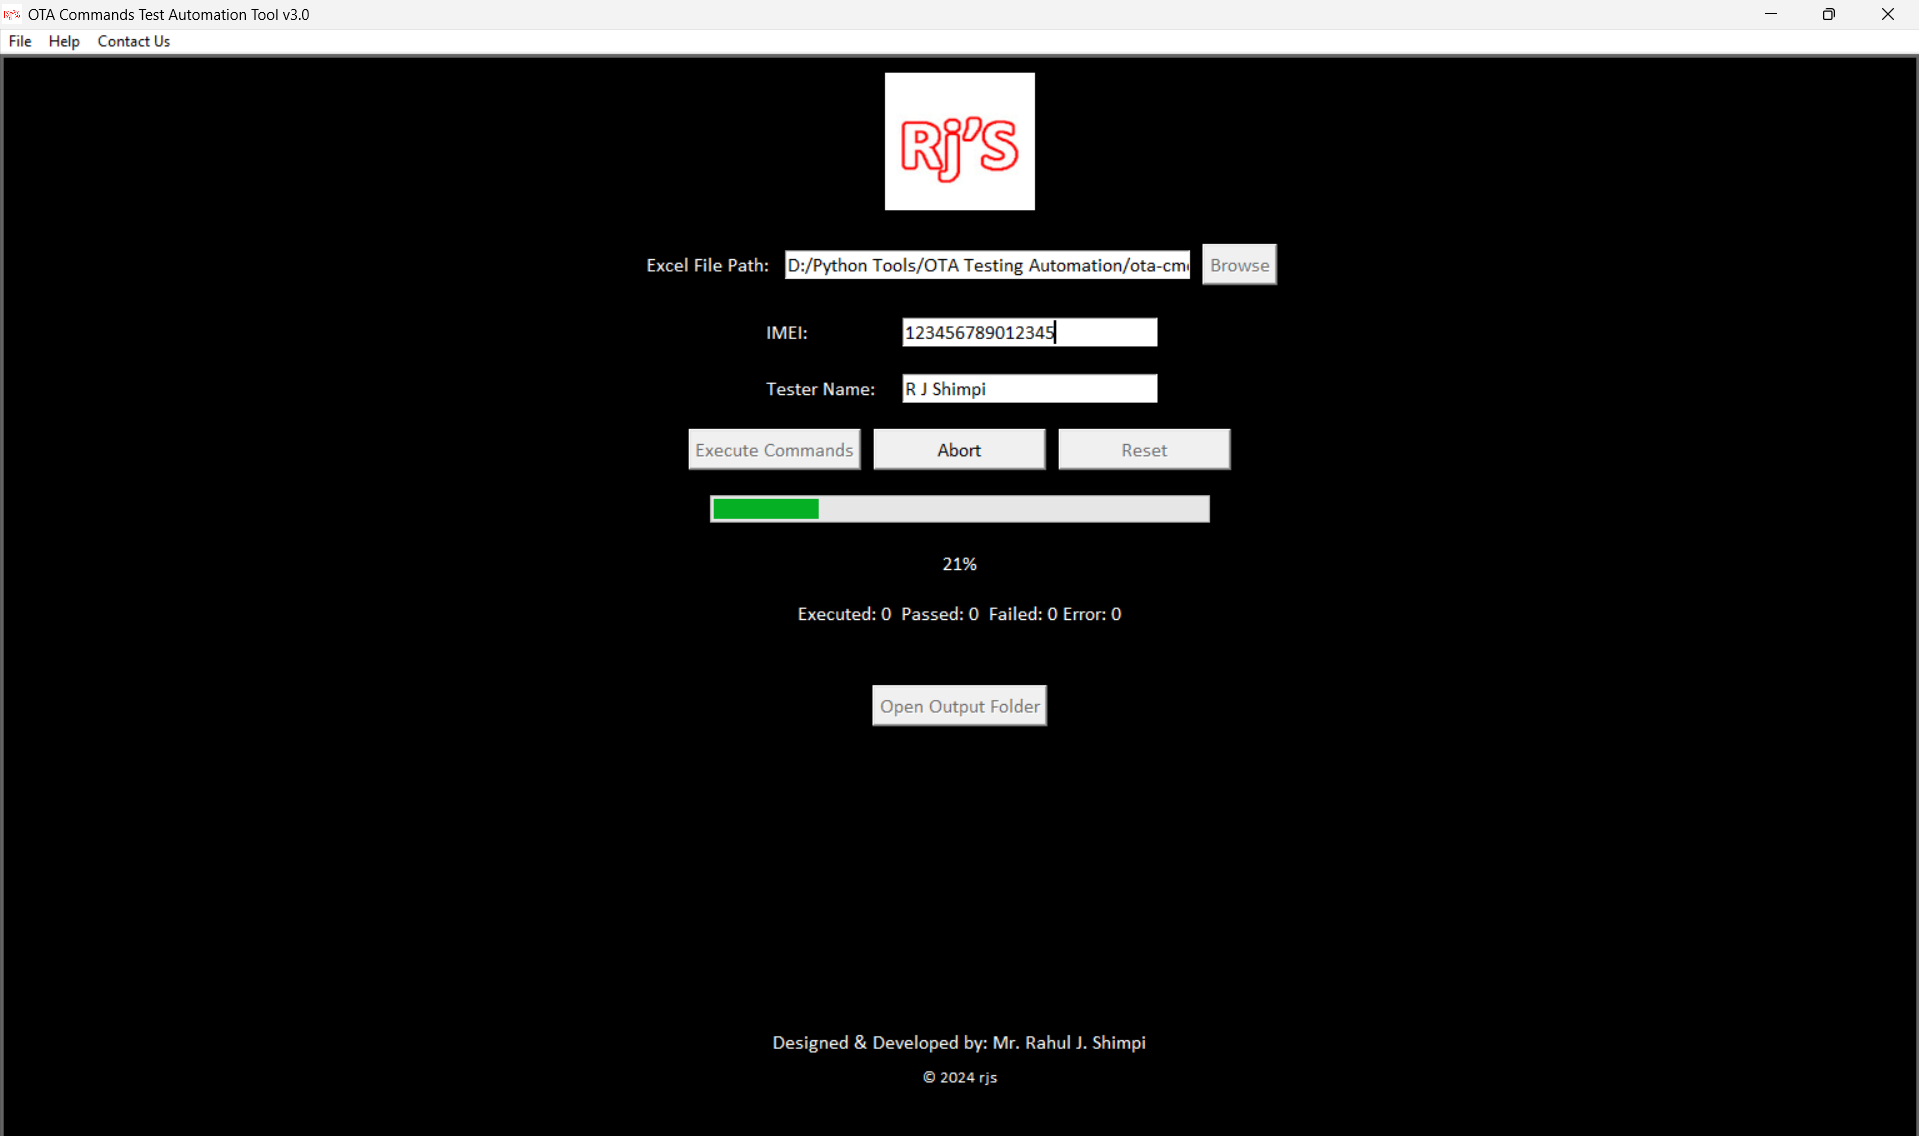 OTA Commands Test Automation Tool v3.0
File Help Contact Us
Rj'S
Excel File Path: D:/Python Tools/OTA Testing Automation/ota-cm Browse
IMEI: 123456789012345
Tester Name: R J Shimpi
Execute Commands Abort Reset
21%
Executed: 0 Passed: 0 Failed: 0 Error: 0
Open Output Folder
Designed & Developed by: Mr. Rahul J. Shimpi
© 2024 rjs